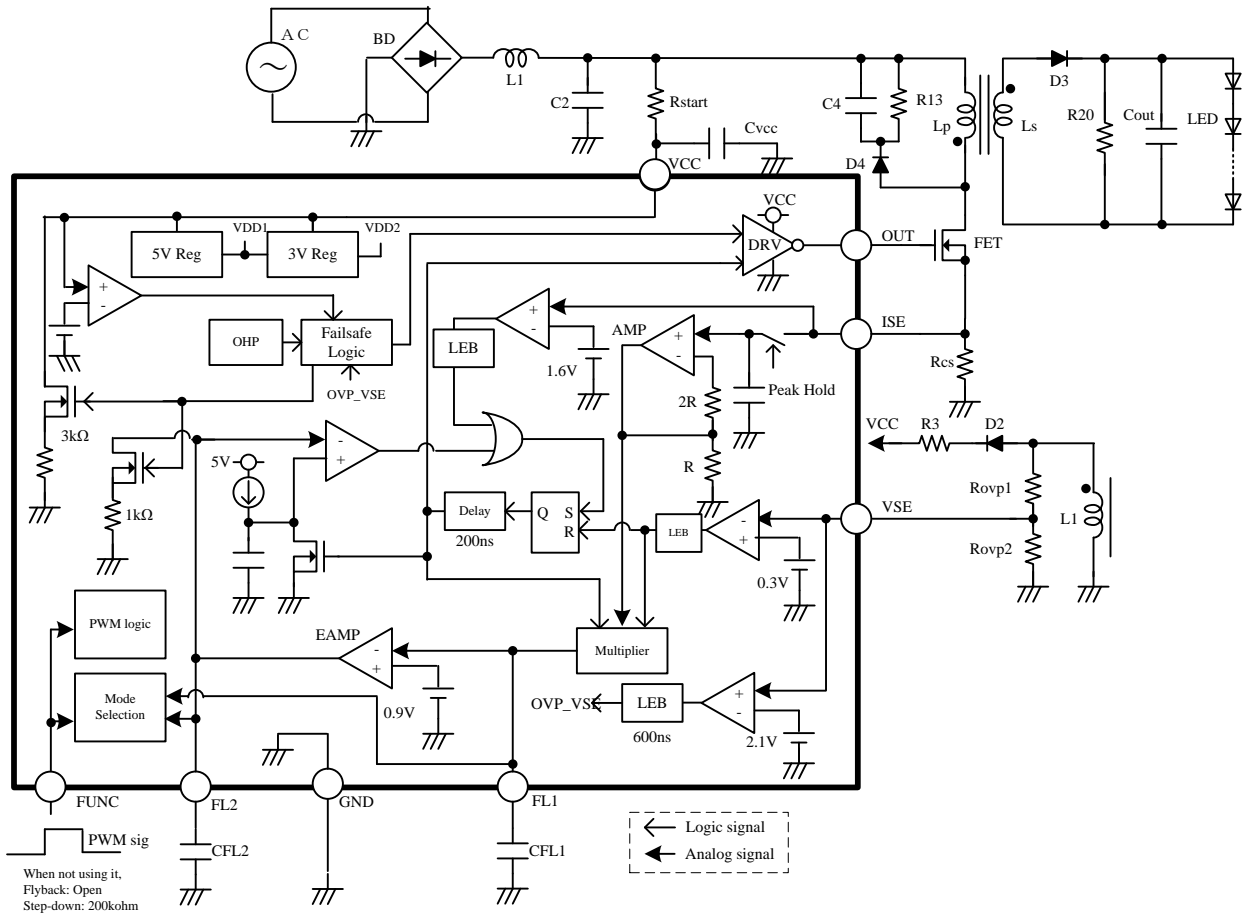 A C
BD
L1
C2
Rstart
Cvcc
VCC
C4
R13
D4
Lp
Ls
D3
R20
Cout
LED
5V Reg
VDD1
3V Reg
VDD2
VCC
DRV
OUT
FET
+
-
OHP
Failsafe
Logic
OVP_VSE
LEB
+
-
1.6V
AMP
+
-
ISE
Peak Hold
2R
R
Rcs
3kΩ
1kΩ
5V
-
+
Delay
200ns
Q S
R
LEB
-
+
0.3V
VSE
VCC
R3
D2
Rovp1
Rovp2
L1
PWM logic
Mode
Selection
EAMP
-
+
0.9V
Multiplier
OVP_VSE
LEB
600ns
+
-
2.1V
FUNC
FL2
GND
FL1
PWM sig
CFL2
CFL1
Logic signal
Analog signal
When not using it,
Flyback: Open
Step-down: 200kohm